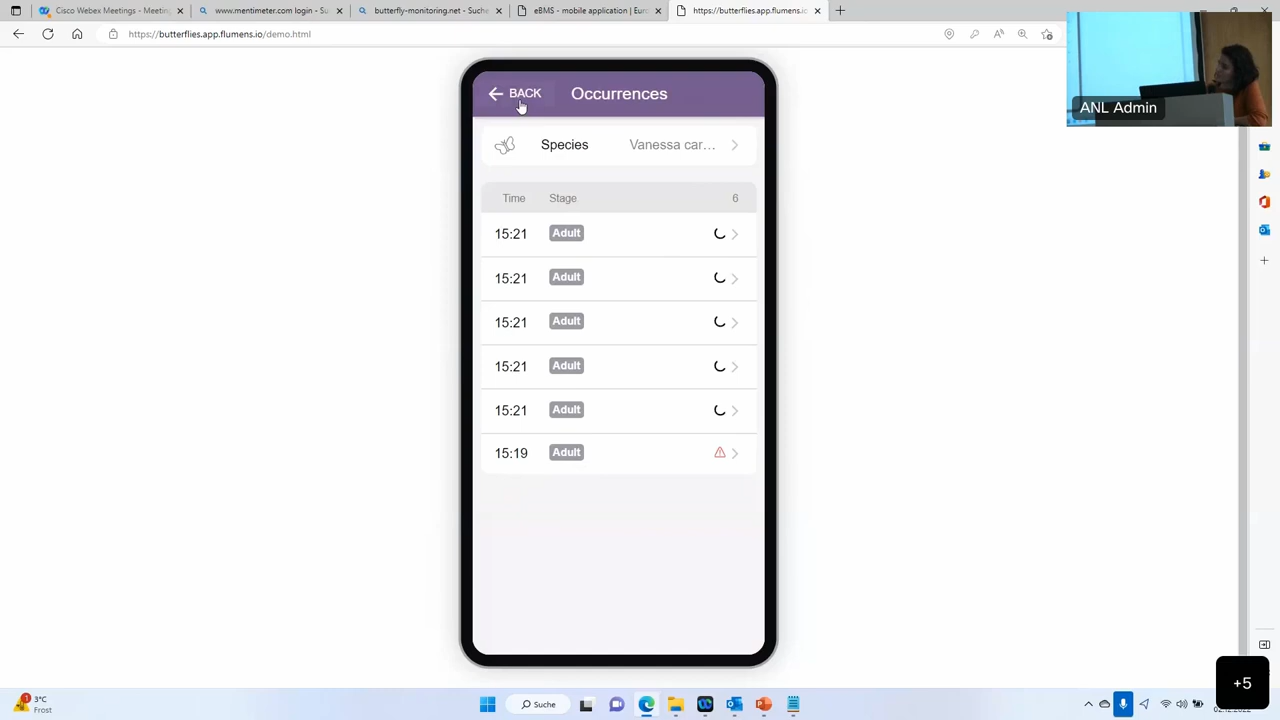 Cisco Webex Meetings - Meeting
www.mentimeter.com login - Su
butterfly-monitoring.net - Suche
eBMS - mobile application | Euro
https://butterflies.app.flumens.io
https://butterflies.app.flumens.io/demo.html
ANL Admin
BACK
Occurrences
Species
Vanessa car...
Time
Stage
6
15:21
Adult
15:21
Adult
15:21
Adult
15:21
Adult
15:21
Adult
15:19
Adult
+5
1
3°C
Frost
Suche